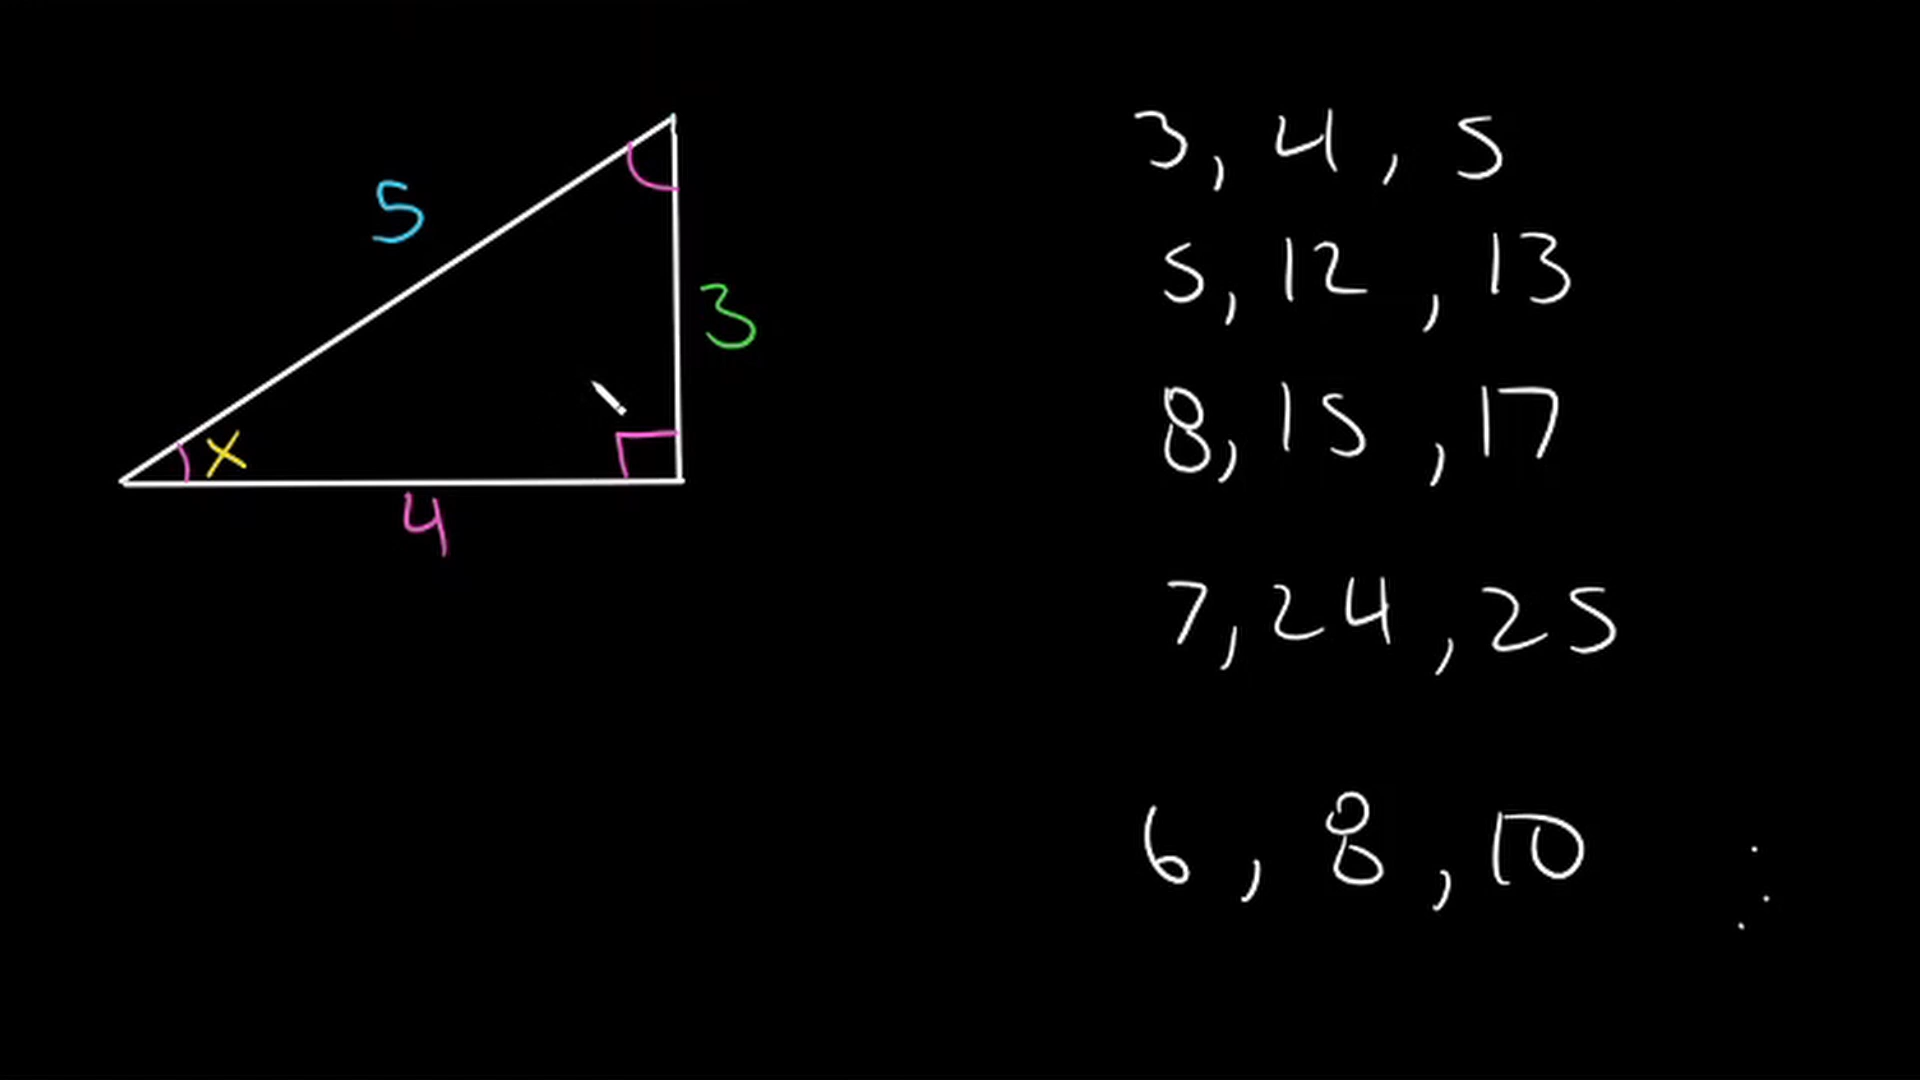 5
3
x
4
3, 4, 5
5, 12, 13
8, 15, 17
7, 24, 25
6, 8, 10